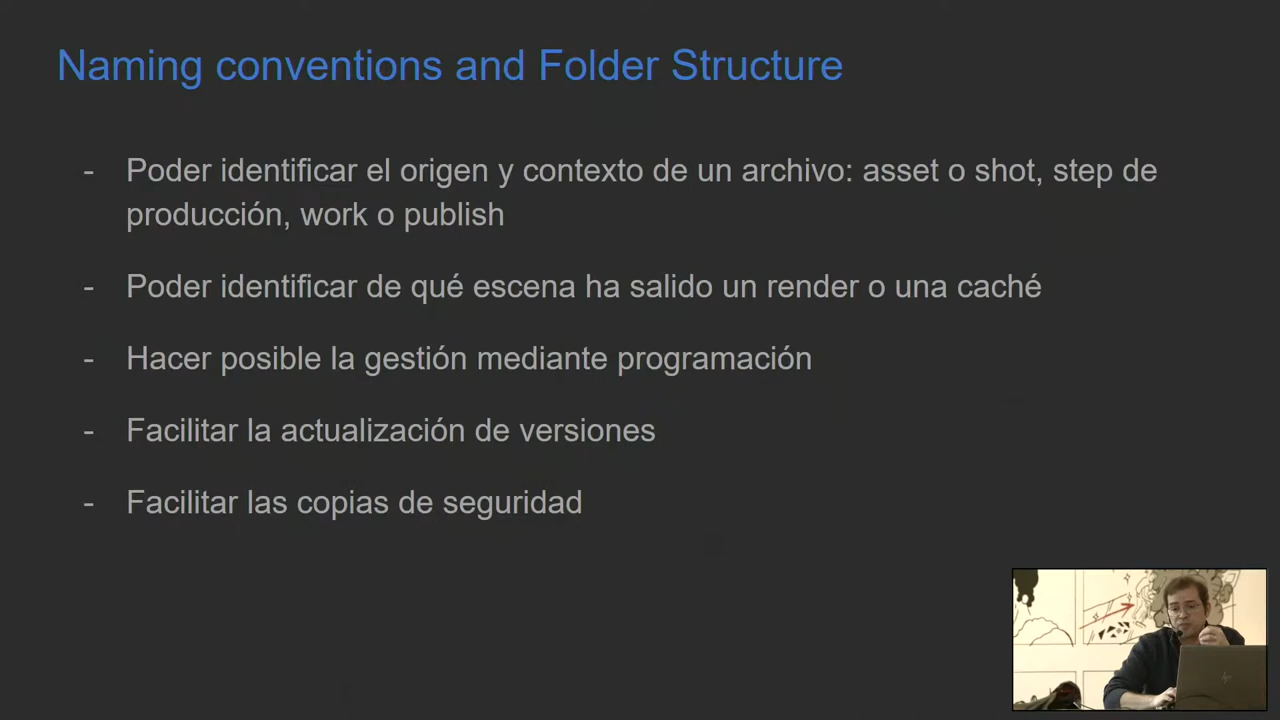 Naming conventions and Folder Structure
- Poder identificar el origen y contexto de un archivo: asset o shot, step de
producción, work o publish
- Poder identificar de qué escena ha salido un render o una caché
- Hacer posible la gestión mediante programación
- Facilitar la actualización de versiones
- Facilitar las copias de seguridad